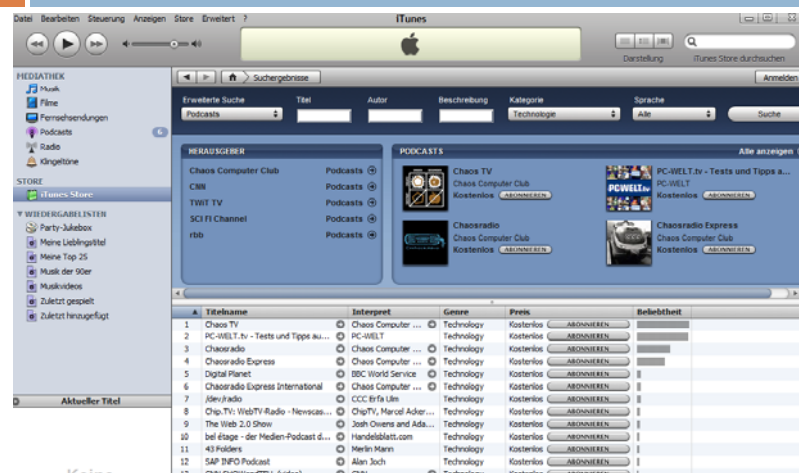 Datei Bearbeiten Steuerung Anzeigen Store Erweitert ?
iTunes
Darstellung
iTunes Store durchsuchen
MEDIATHEK
Musik
Filme
Fernsehsendungen
Podcasts 6
Radio
Klingeltöne
STORE
iTunes Store
WIEDERGABELISTEN
Party-Jukebox
Meine Lieblingstitel
Meine Top 25
Musik der 90er
Musikvideos
Zuletzt gespielt
Zuletzt hinzugefügt
Aktueller Titel
Keine
Suchergebnisse
Anmelden
Erweiterte Suche Titel Autor Beschreibung Kategorie Sprache
Podcasts Technologie Alle Suche
HERAUSGEBER
Chaos Computer Club Podcasts
CNN Podcasts
TWiT TV Podcasts
SCI FI Channel Podcasts
rbb Podcasts
PODCASTS Alle anzeigen
Chaos TV
Chaos Computer Club
Kostenlos ABONNIEREN
PCWELT.tv
PC-WELT.tv - Tests und Tipps a...
PC-WELT
Kostenlos ABONNIEREN
Chaosradio
Chaos Computer Club
Kostenlos ABONNIEREN
Chaosradio Express
Chaos Computer Club
Kostenlos ABONNIEREN
Titelname Interpret Genre Preis Beliebtheit
1 Chaos TV Chaos Computer ... Technology Kostenlos ABONNIEREN
2 PC-WELT.tv - Tests und Tipps au... PC-WELT Technology Kostenlos ABONNIEREN
3 Chaosradio Chaos Computer ... Technology Kostenlos ABONNIEREN
4 Chaosradio Express Chaos Computer ... Technology Kostenlos ABONNIEREN
5 Digital Planet BBC World Service Technology Kostenlos ABONNIEREN
6 Chaosradio Express International Chaos Computer ... Technology Kostenlos ABONNIEREN
7 /dev/radio CCC Erfa Ulm Technology Kostenlos ABONNIEREN
8 Chip.TV: WebTV-Radio - Newscas... ChipTV, Marcel Acker... Technology Kostenlos ABONNIEREN
9 The Web 2.0 Show Josh Owens and Ada... Technology Kostenlos ABONNIEREN
10 bel étage - der Medien-Podcast d... Handelsblatt.com Technology Kostenlos ABONNIEREN
11 43 Folders Merlin Mann Technology Kostenlos ABONNIEREN
12 SAP INFO Podcast Alan Joch Technology Kostenlos ABONNIEREN